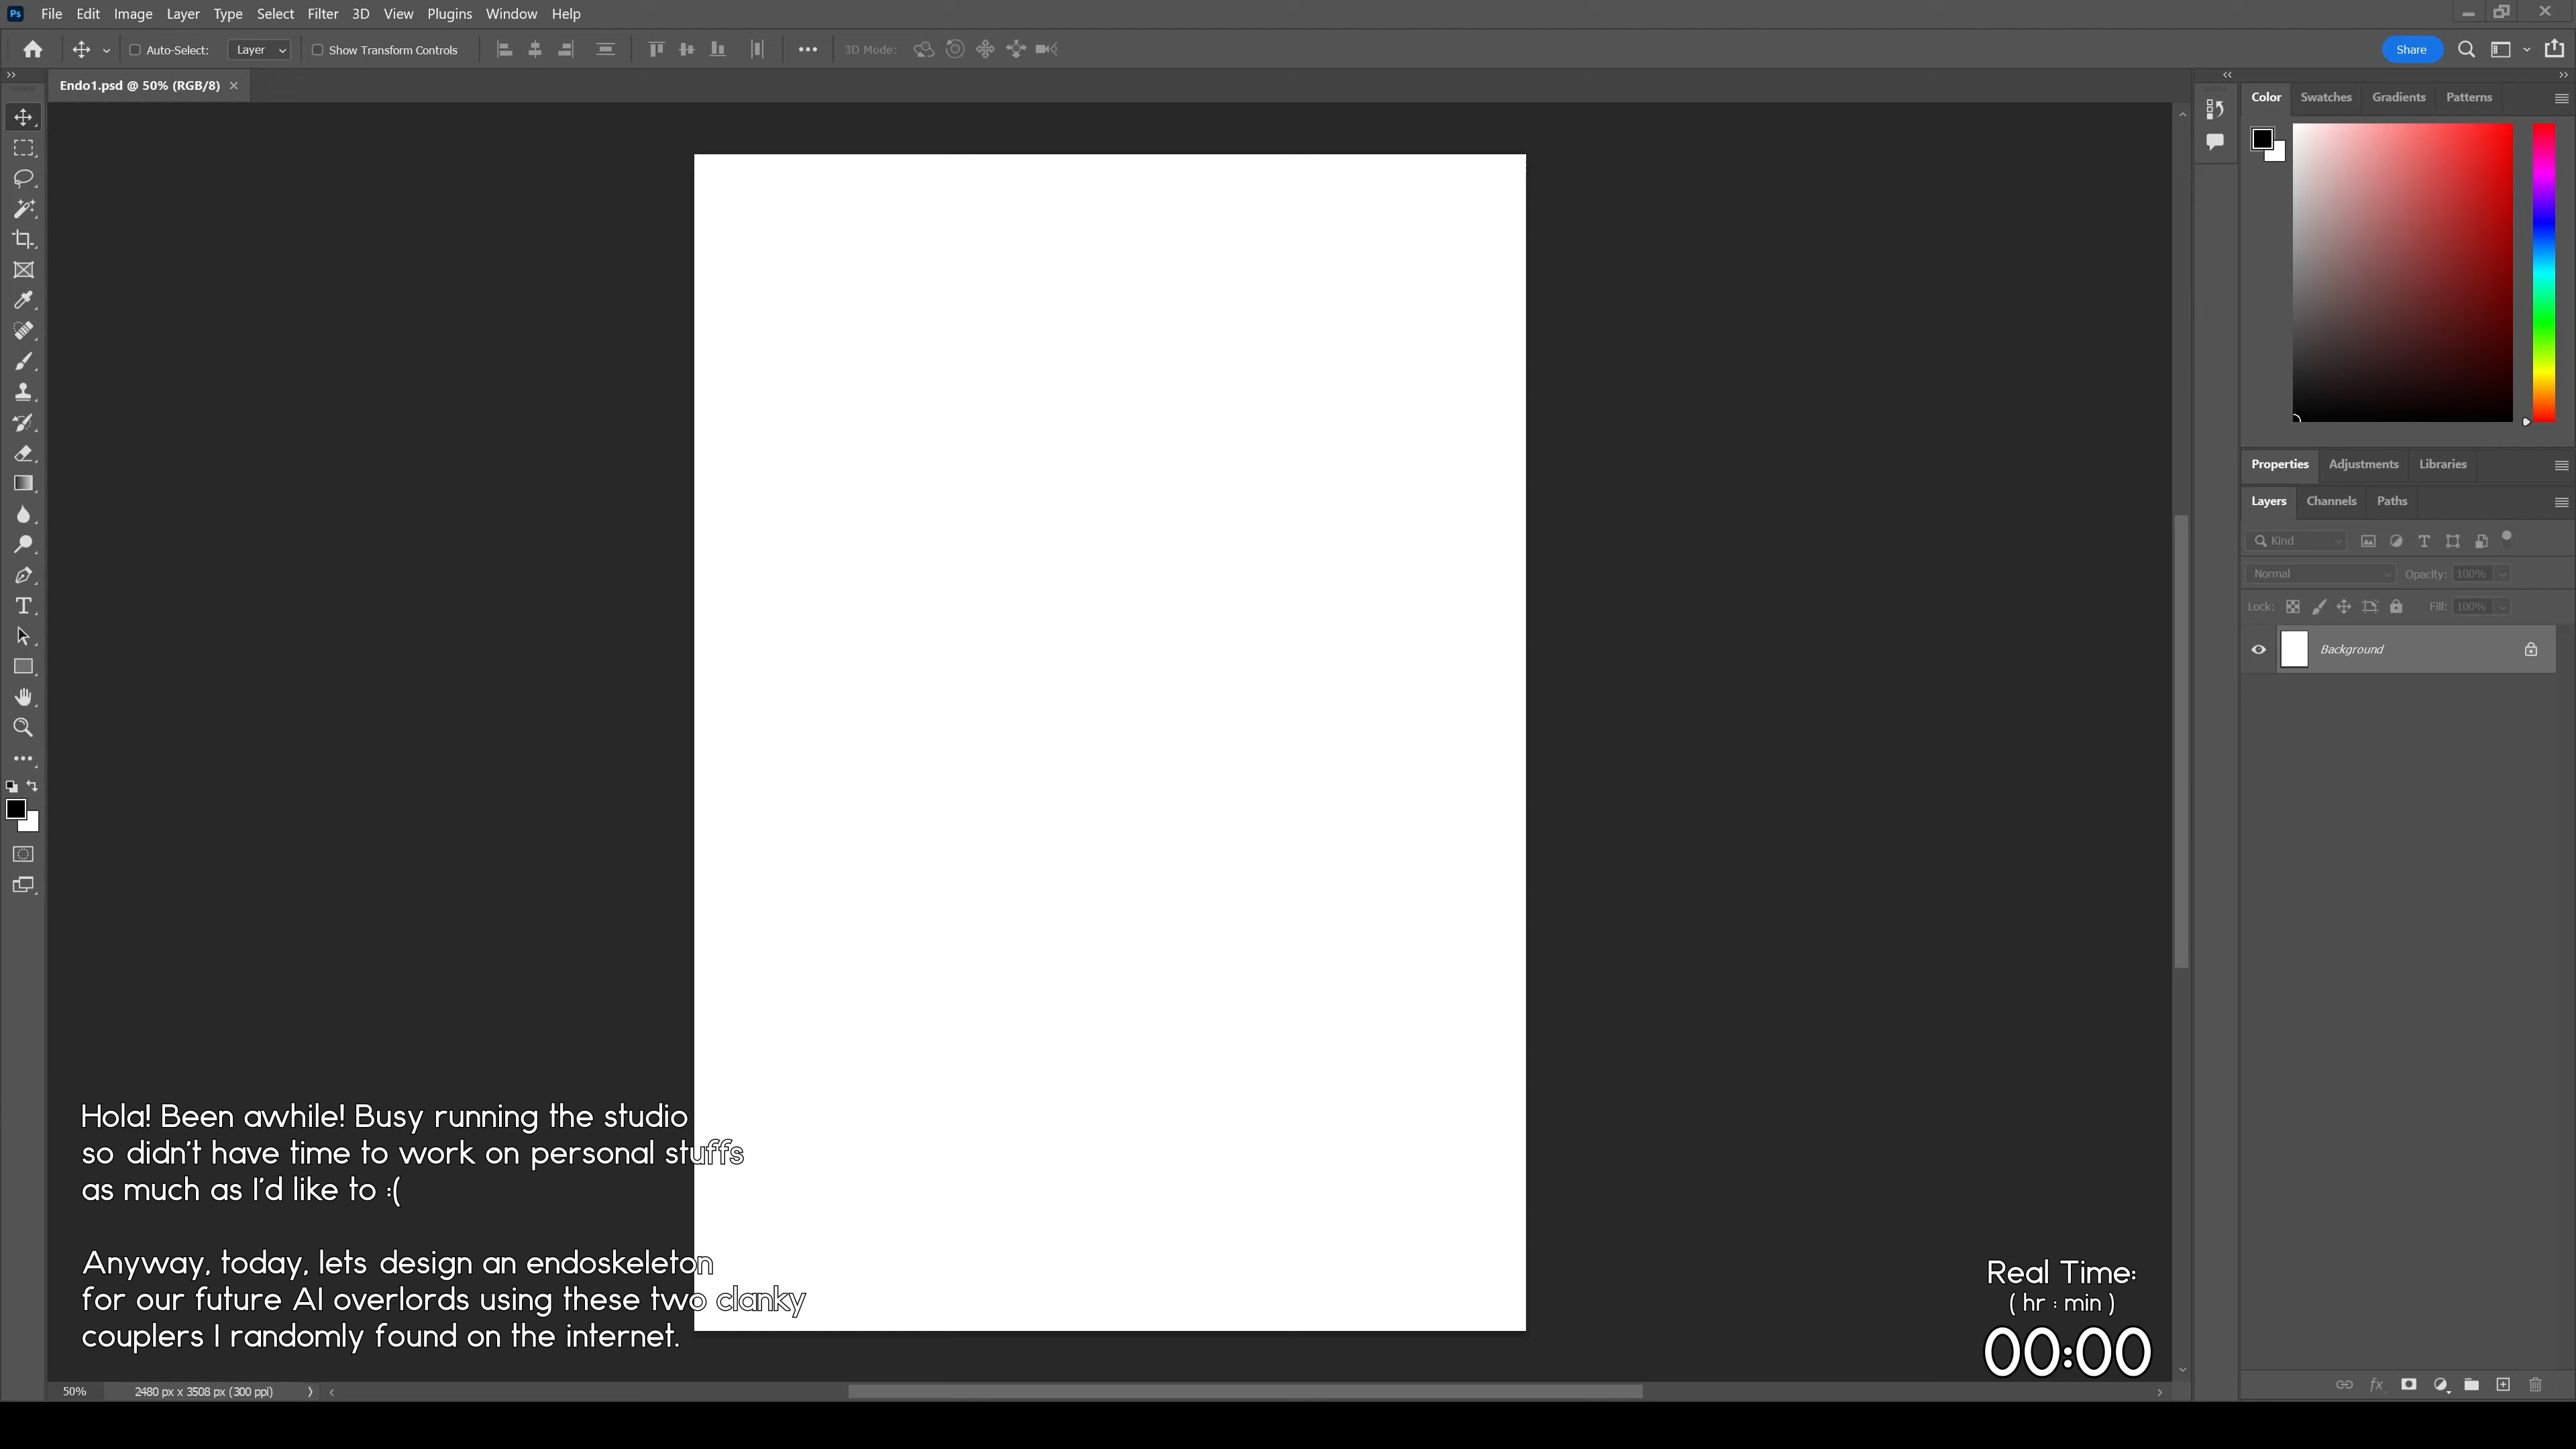 Ps File Edit Image Layer Type Select Filter 3D View Plugins Window Help
Auto-Select: Layer Show Transform Controls 3D Mode: Share
Endo1.psd @ 50% (RGB/8)
Color Swatches Gradients Patterns
Properties Adjustments Libraries
Layers Channels Paths
Kind
Normal Opacity: 100%
Lock: Fill: 100%
Background
Hola! Been awhile! Busy running the studio
so didn't have time to work on personal stuffs
as much as I'd like to :(
Anyway, today, lets design an endoskeleton
for our future AI overlords using these two clanky
couplers I randomly found on the internet.
Real Time:
( hr : min )
00:00
50% 2480 px x 3508 px (300 ppi)
fx